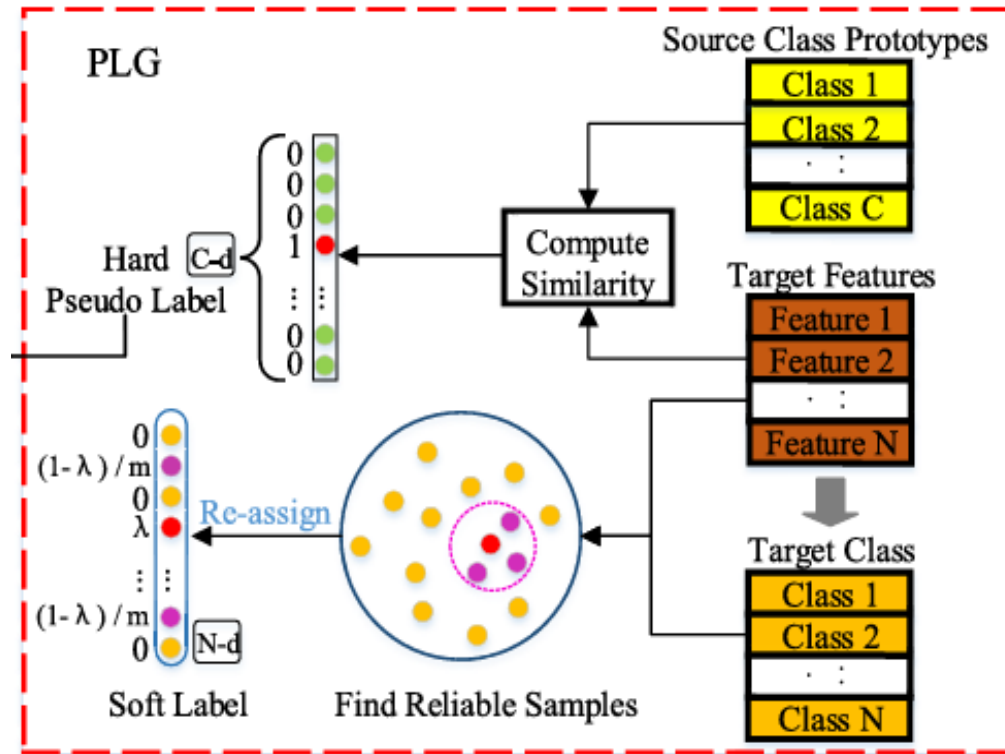 PLG
Source Class Prototypes
Class 1
Class 2
. :
Class C
0
0
0
1
... ...
0
0
Hard
C-d
Pseudo Label
Compute
Similarity
Target Features
Feature 1
Feature 2
. :
Feature N
0
(1-λ)/m
0
λ
... ...
(1-λ)/m
0
N-d
Soft Label
Re-assign
Find Reliable Samples
Target Class
Class 1
Class 2
. :
Class N